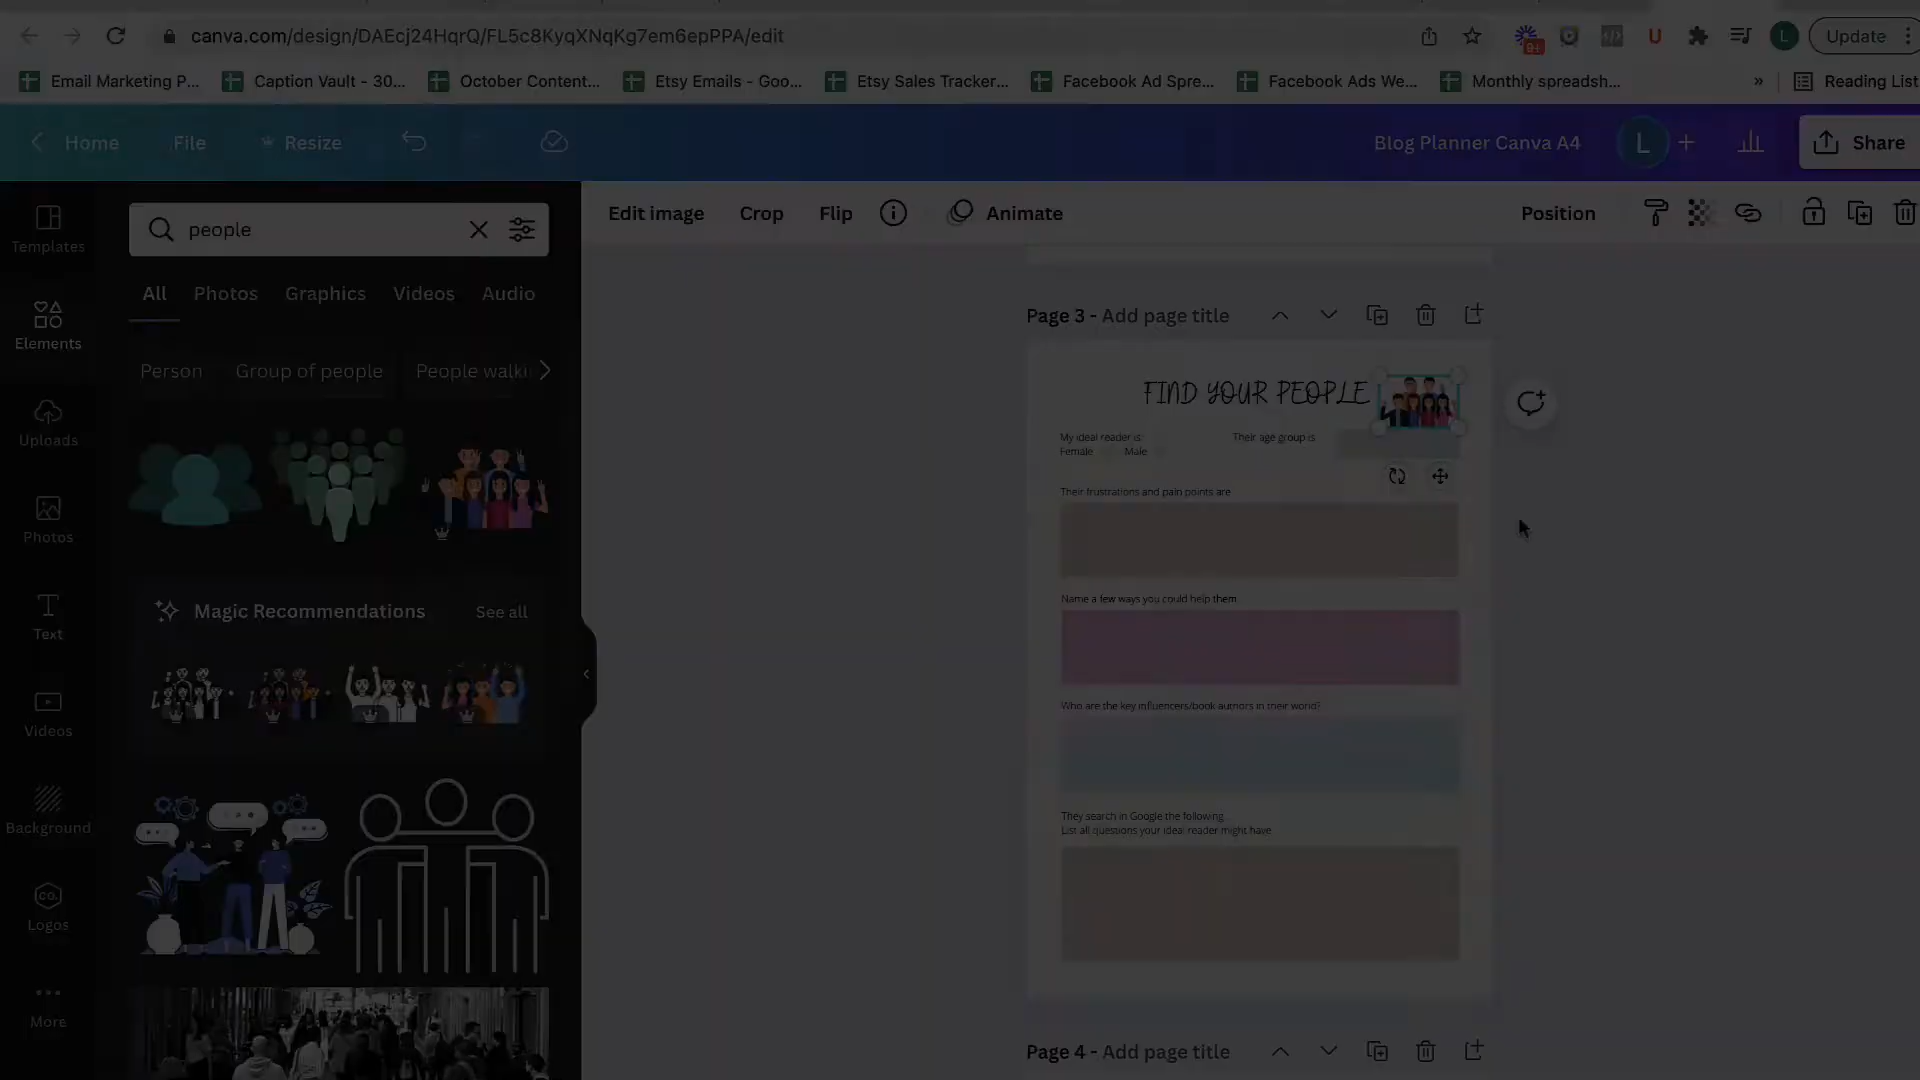 canva.com/design/DAEcj24HqrQ/FL5c8KyqXNqKg7em6epPPA/edit
9+
U
L
Update
Email Marketing P...
Caption Vault - 30...
October Content...
Etsy Emails - Goo...
Etsy Sales Tracker...
Facebook Ad Spre...
Facebook Ads We...
Monthly spreadsh...
»
Reading List
Home
File
Resize
Blog Planner Canva A4
L
Share
Templates
Elements
Uploads
Photos
Text
Videos
Background
CO.
Logos
More
people
All
Photos
Graphics
Videos
Audio
Person
Group of people
People walki
Magic Recommendations
See all
Edit image
Crop
Flip
Animate
Position
Page 3 - Add page title
FIND YOUR PEOPLE
My ideal reader is:
Female
Male
Their age group is
Their frustrations and pain points are
Name a few ways you could help them
Who are the key influencers/book authors in their world?
They search in Google the following...
List all questions your ideal reader might have
Page 4 - Add page title